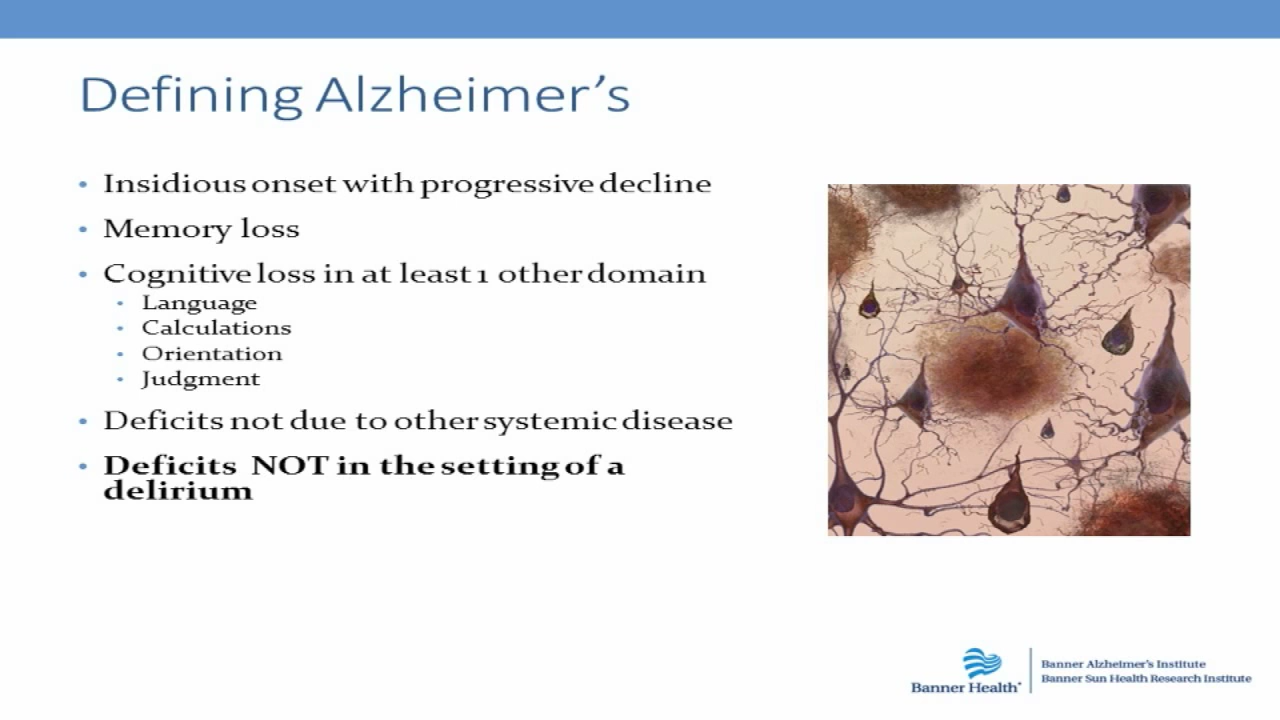 Defining Alzheimer's
• Insidious onset with progressive decline
• Memory loss
• Cognitive loss in at least 1 other domain
• Language
• Calculations
• Orientation
• Judgment
• Deficits not due to other systemic disease
• Deficits NOT in the setting of a
delirium
Banner Health
Banner Alzheimer's Institute
Banner Sun Health Research Institute